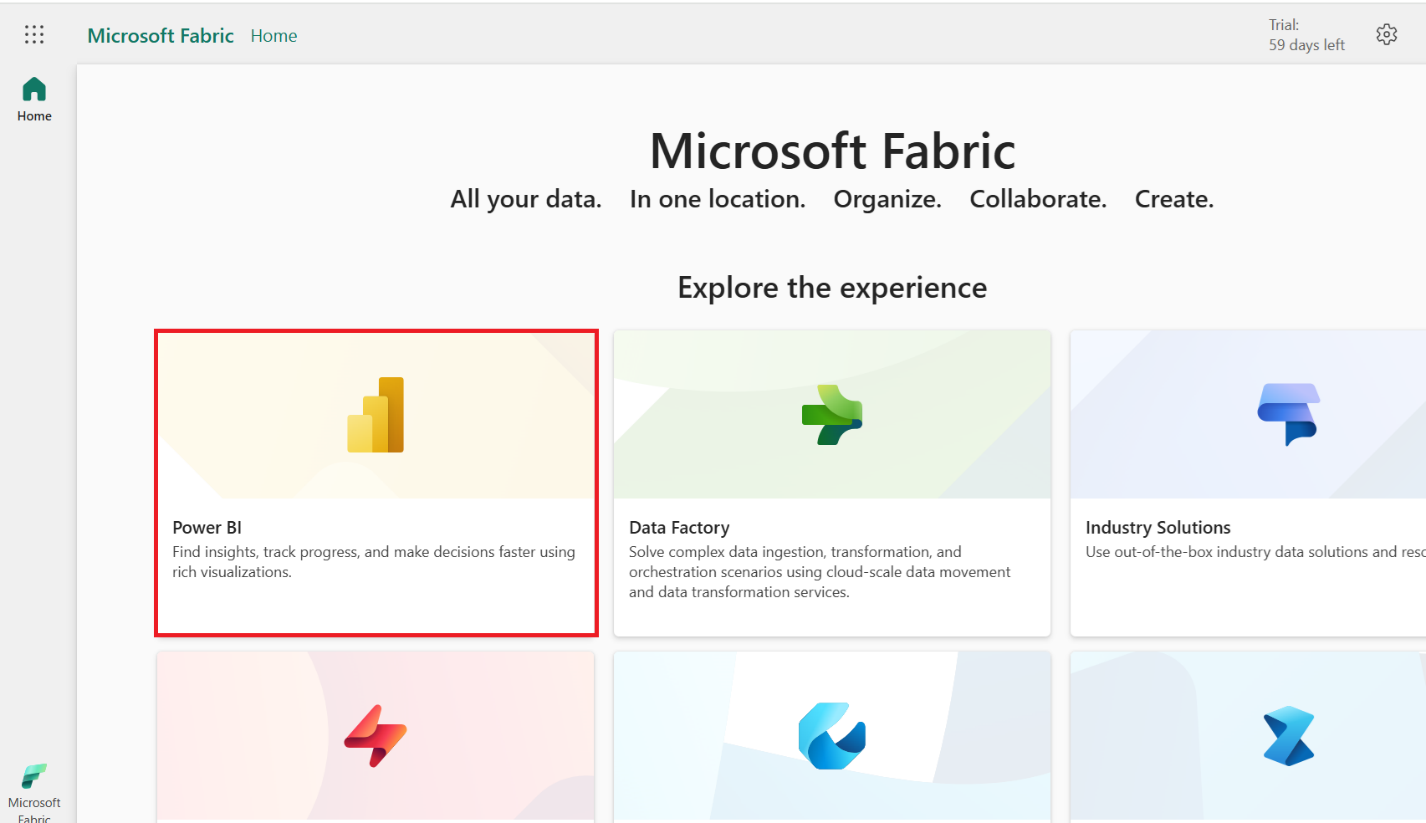 Microsoft Fabric Home
Trial:
59 days left
Home
Microsoft Fabric
All your data. In one location. Organize. Collaborate. Create.
Explore the experience
Power BI
Find insights, track progress, and make decisions faster using
rich visualizations.
Data Factory
Solve complex data ingestion, transformation, and
orchestration scenarios using cloud-scale data movement
and data transformation services.
Industry Solutions
Use out-of-the-box industry data solutions and
Microsoft
Fabric